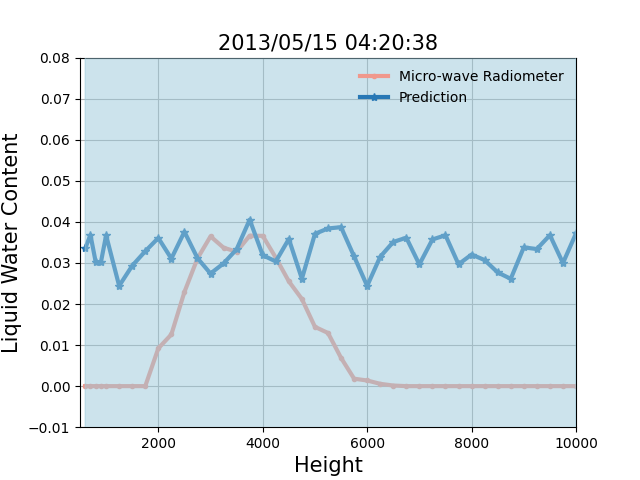 2013/05/15 04:20:38
Micro-wave Radiometer
Prediction
Liquid Water Content
0.08
0.07
0.06
0.05
0.04
0.03
0.02
0.01
0.00
−0.01
2000 4000 6000 8000 10000
Height